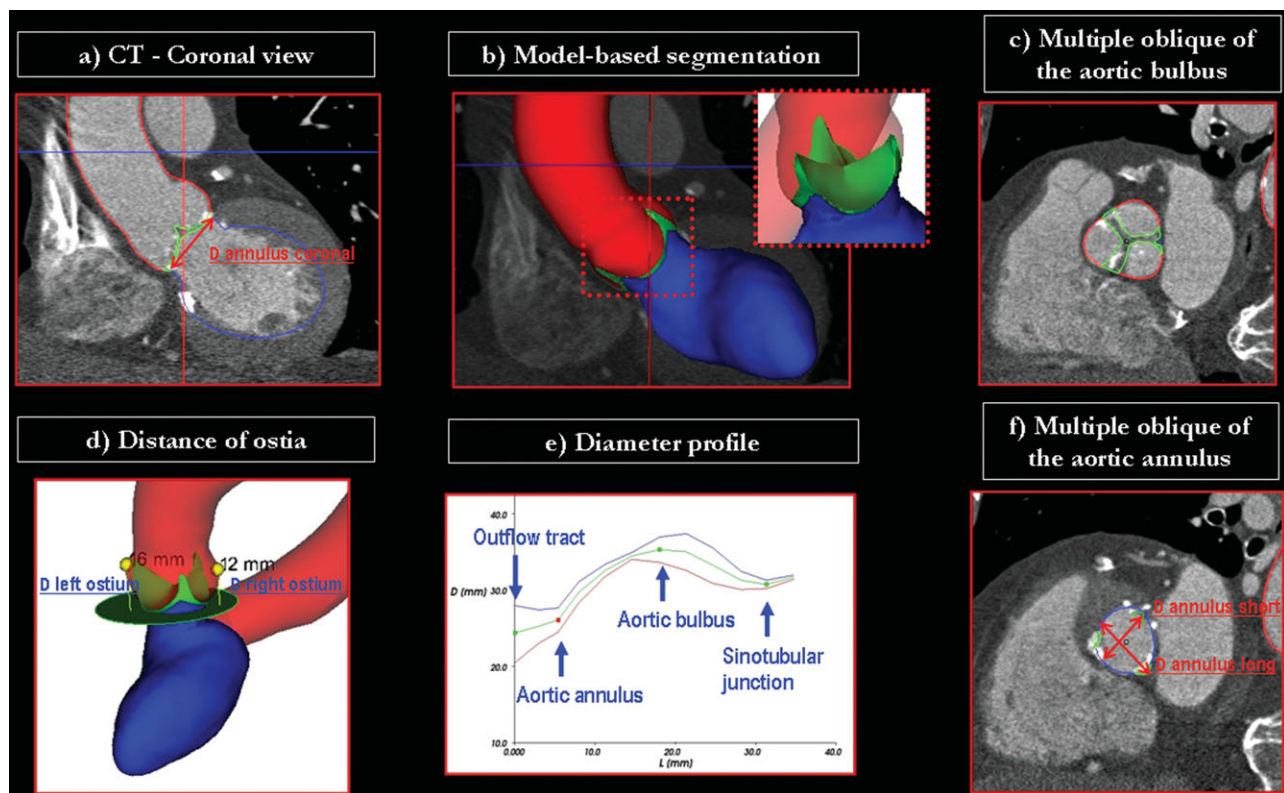 a) CT - Coronal view
b) Model-based segmentation
c) Multiple oblique of
the aortic bulbus
D annulus coronal
d) Distance of ostia
e) Diameter profile
f) Multiple oblique of
the aortic annulus
16 mm
12 mm
D left ostium
D right ostium
40.0
Outflow tract
D (mm)
30.0
Aortic bulbus
20.0
Aortic annulus
Sinotubular
junction
10.0
0.000
10.0
20.0
30.0
40.0
L (mm)
D annulus short
D annulus long